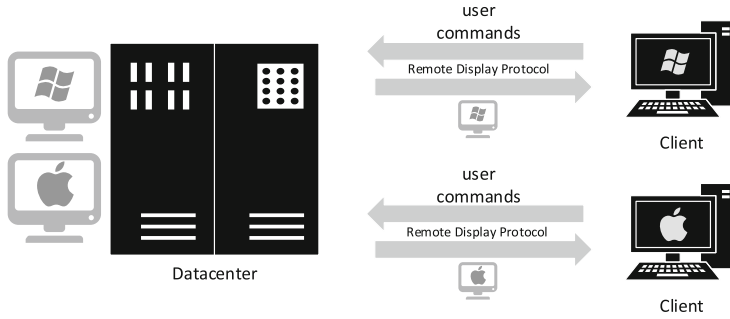 user
commands
Remote Display Protocol
Client
user
commands
Remote Display Protocol
Datacenter
Client